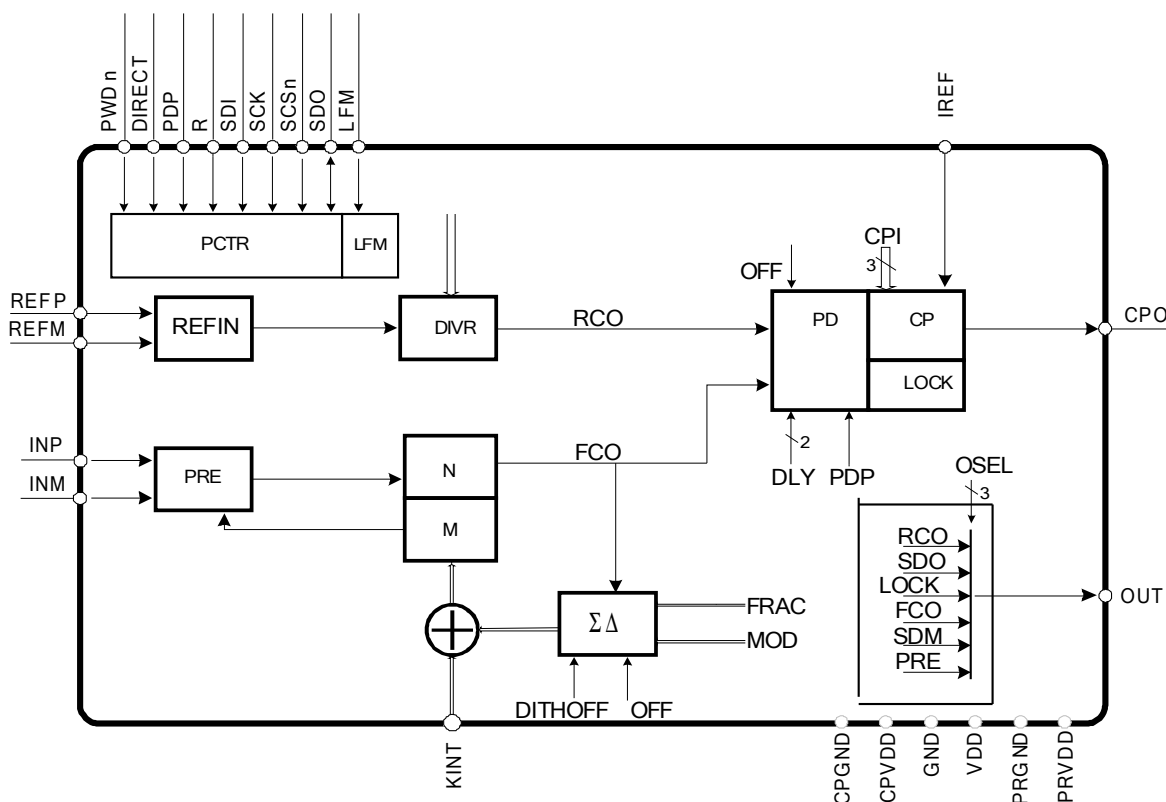 PWDn
DIRECT
PDP
R
SDI
SCK
SCSn
SDO
LFM
IREF
PCTR
LFM
CPI
3
OFF
REFP
REFM
REFIN
DIVR
RCO
PD
CP
LOCK
CPO
INP
INM
PRE
N
M
FCO
2
DLY
PDP
OSEL
3
RCO
SDO
LOCK
FCO
SDM
PRE
OUT
ΣΔ
FRAC
MOD
DITHOFF
OFF
KINT
CPGND
CPVDD
GND
VDD
PRGND
PRVDD